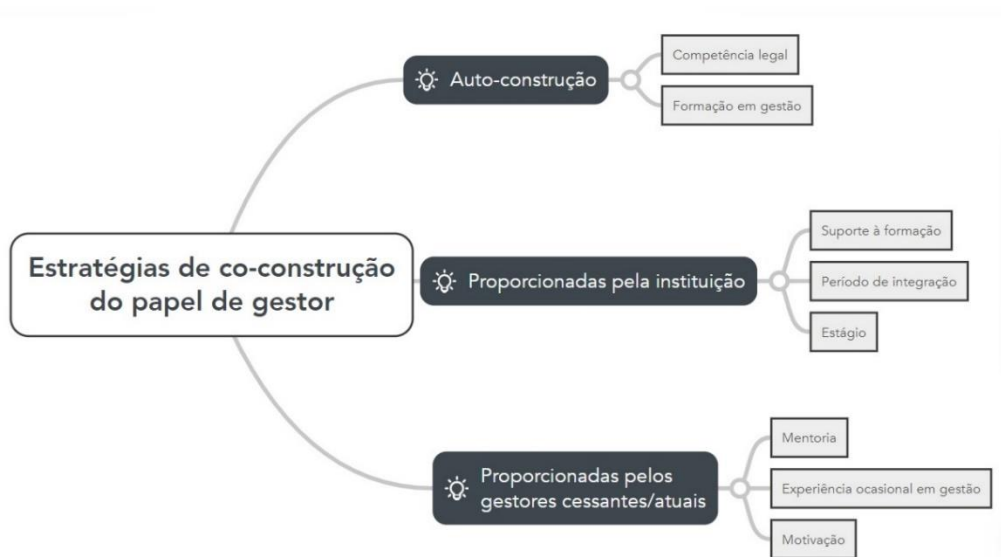 Estratégias de co-construção
do papel de gestor
Auto-construção
Competência legal
Formação em gestão
Proporcionadas pela instituição
Suporte à formação
Período de integração
Estágio
Proporcionadas pelos
gestores cessantes/atuais
Mentoria
Experiência ocasional em gestão
Motivação